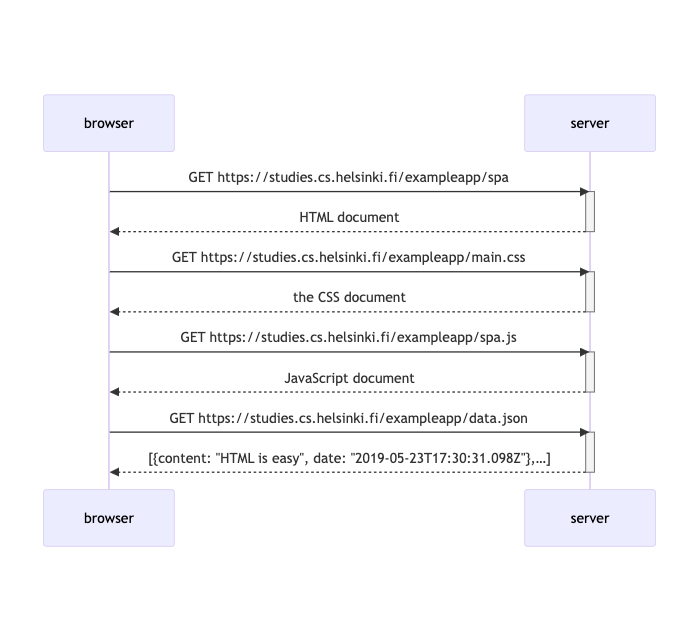 browser
server
GET https://studies.cs.helsinki.fi/exampleapp/spa
HTML document
GET https://studies.cs.helsinki.fi/exampleapp/main.css
the CSS document
GET https://studies.cs.helsinki.fi/exampleapp/spa.js
JavaScript document
GET https://studies.cs.helsinki.fi/exampleapp/data.json
[{content: "HTML is easy", date: "2019-05-23T17:30:31.098Z"},...]
browser
server